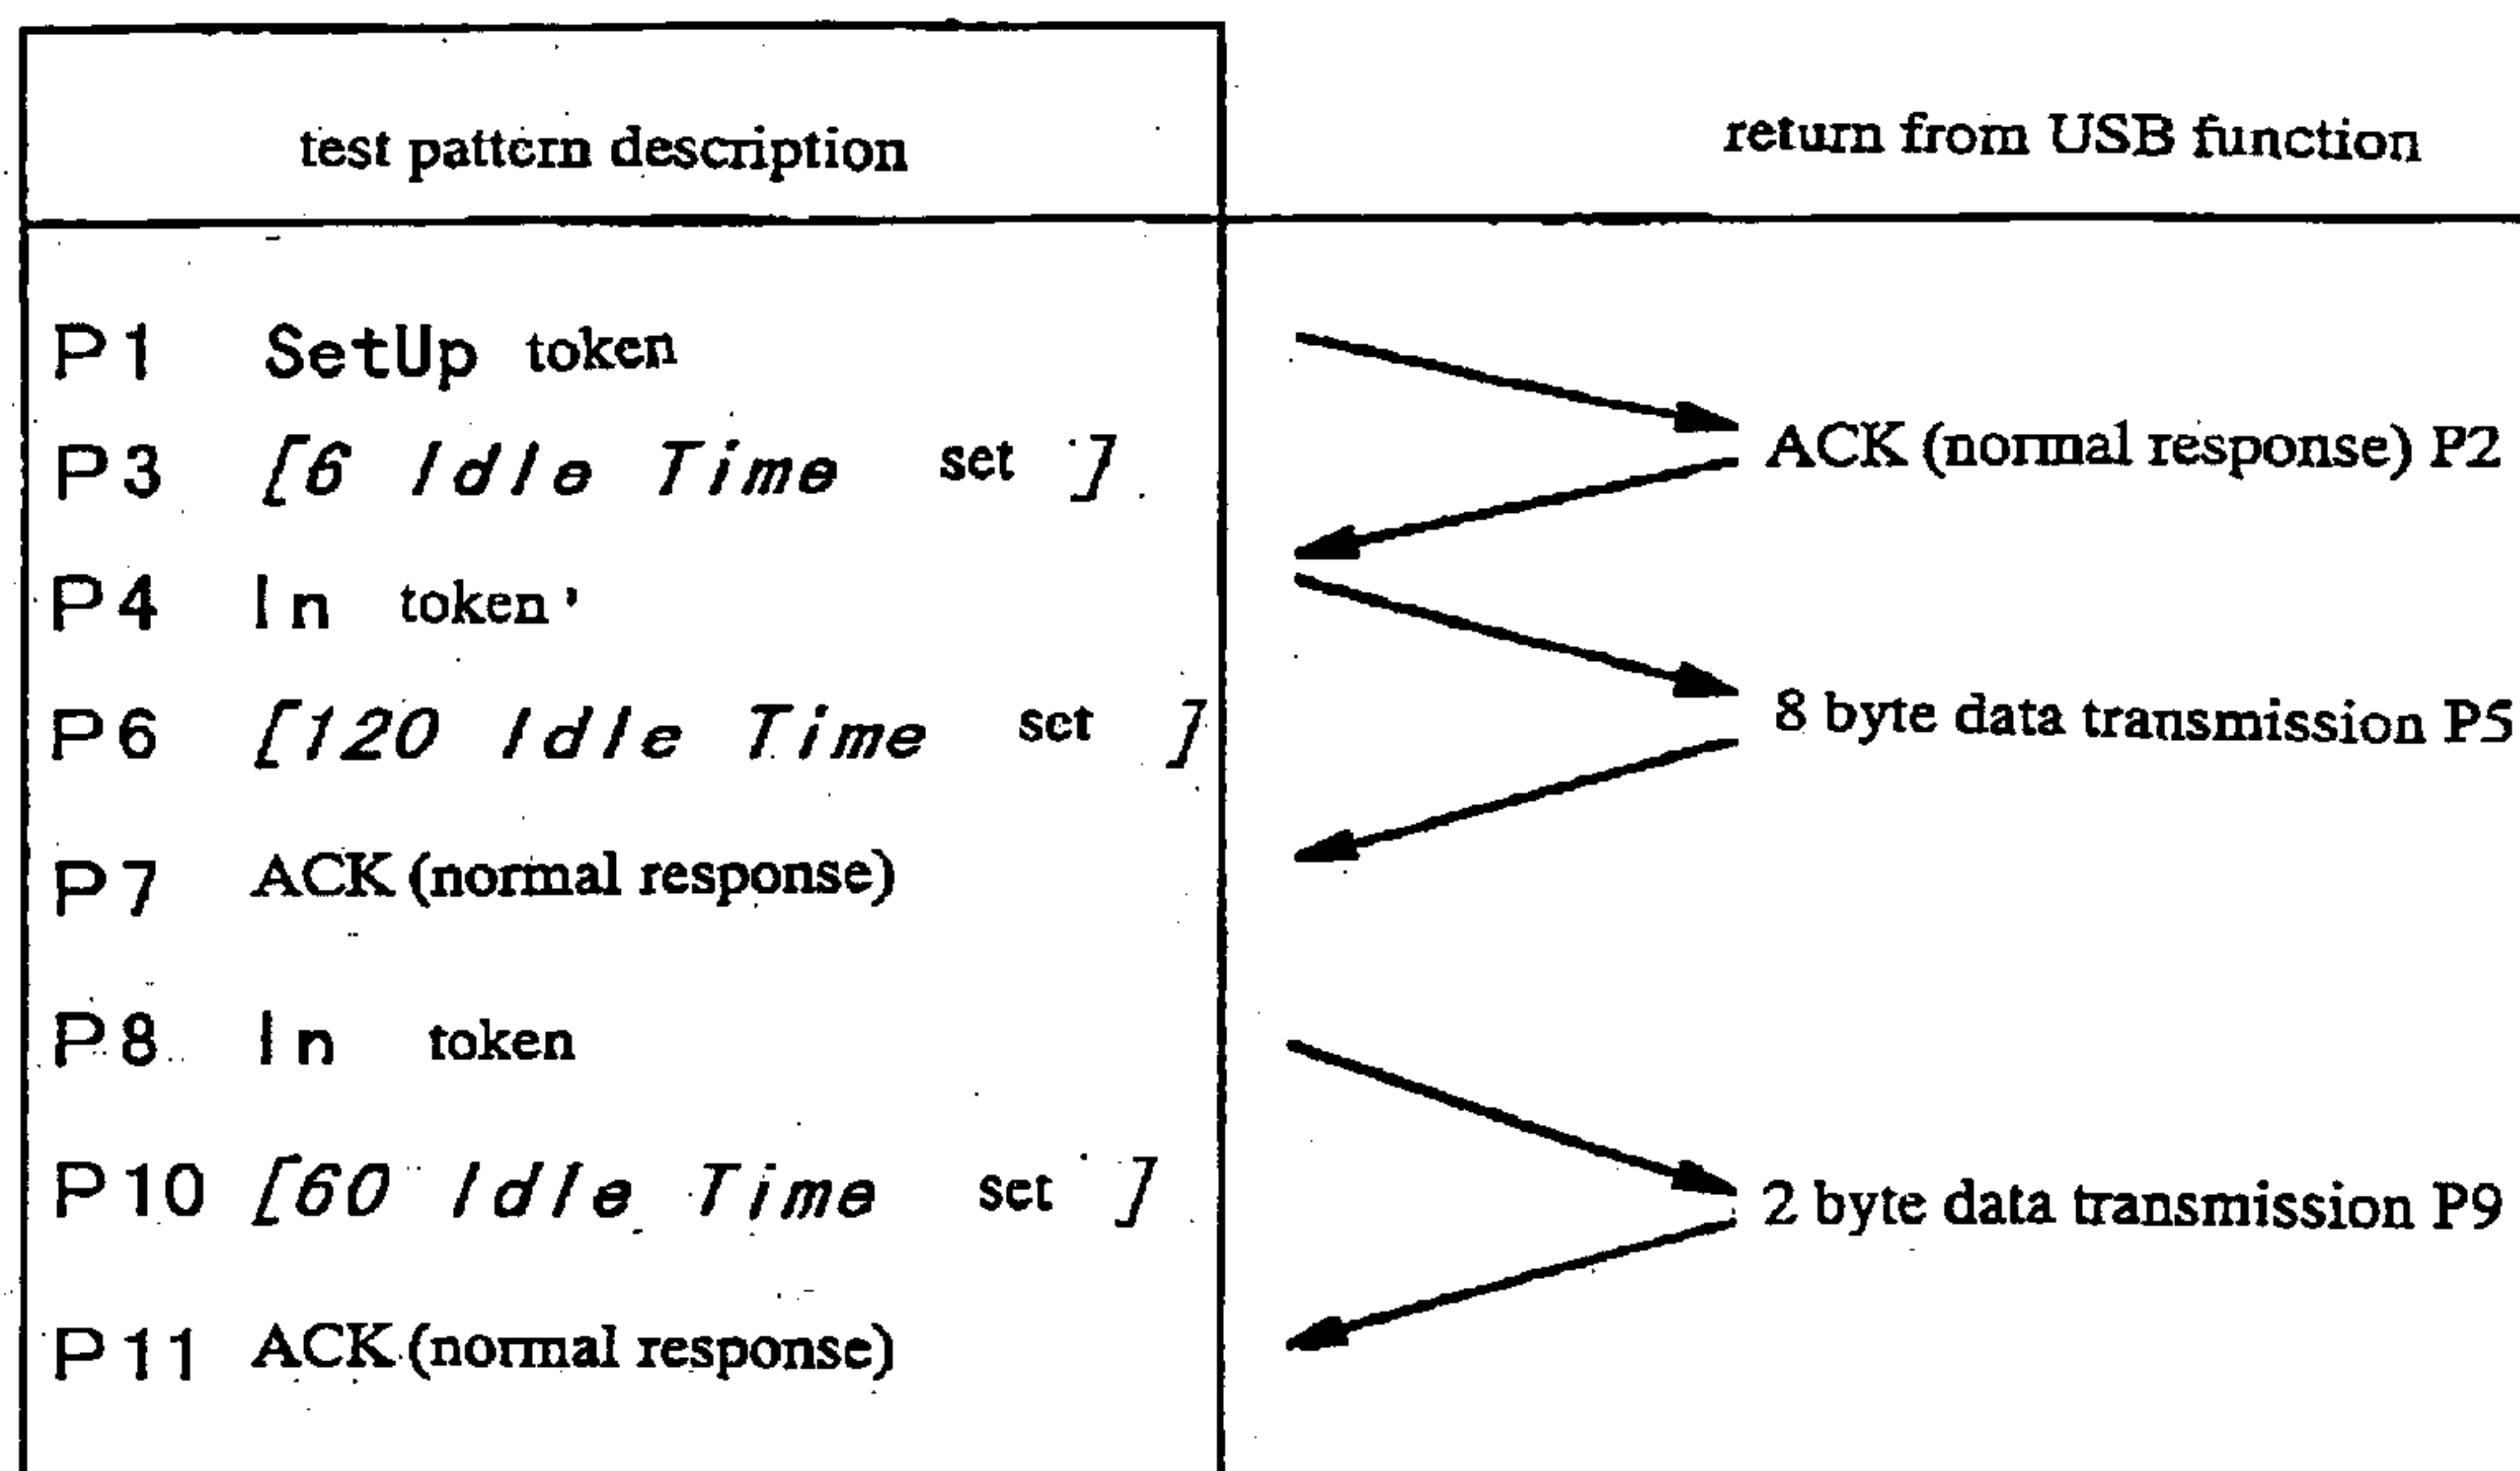 test pattern description
return from USB function
P1 SetUp token
ACK (normal response) P2
P3 [6 Idle Time set ]
P4 In token
8 byte data transmission P5
P6 [120 Idle Time set ]
P7 ACK (normal response)
P8 In token
2 byte data transmission P9
P10 [60 Idle Time set ]
P11 ACK (normal response)